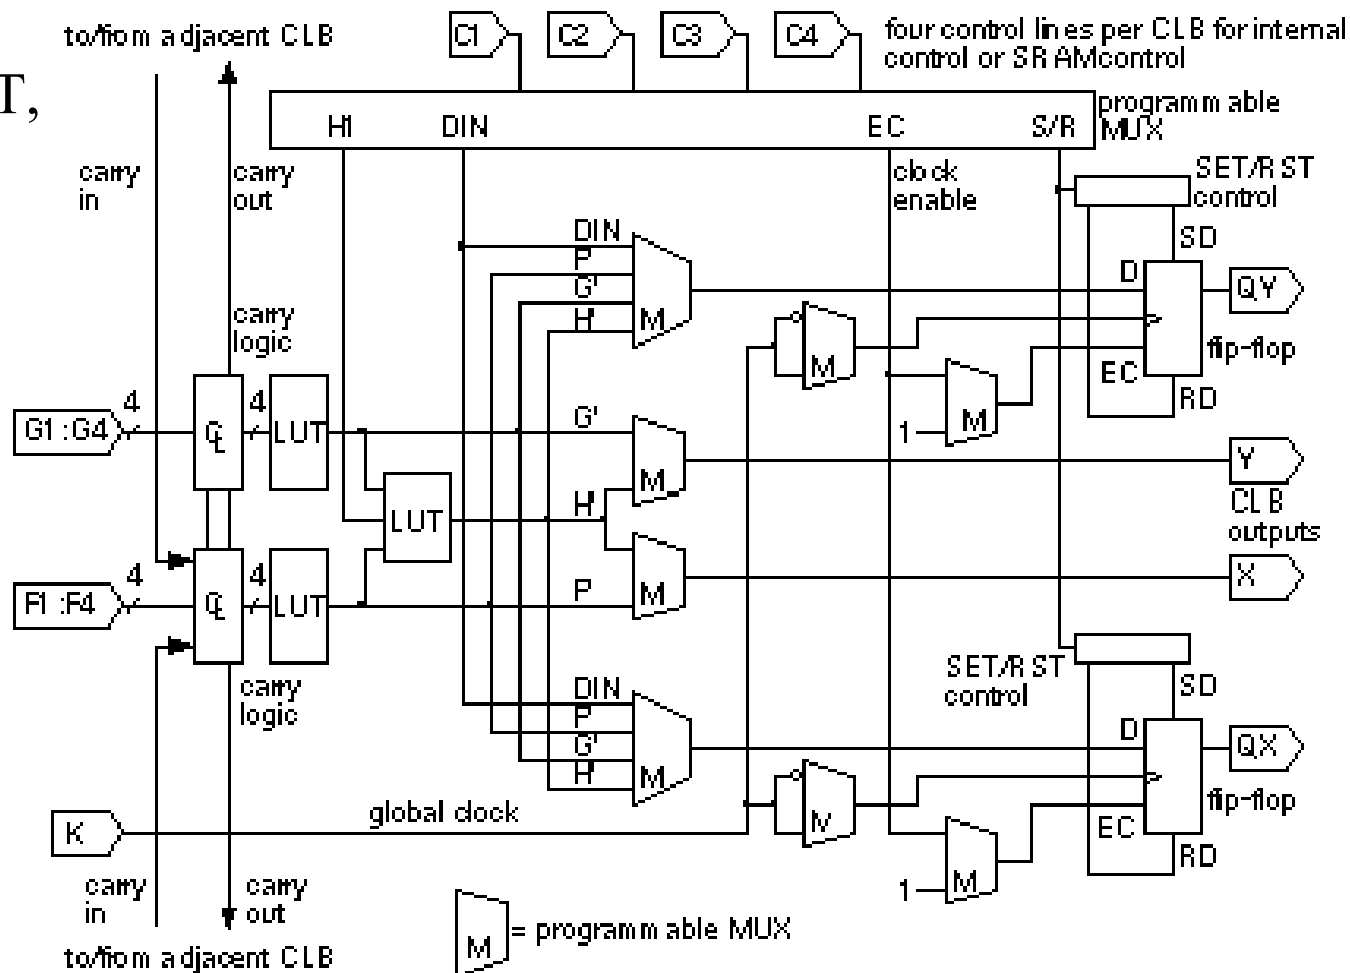 to/from adjacent CLB
C1
C2
C3
C4
four control lines per CLB for internal
control or SRAM control
T,
programmable
MUX
H1
DIN
EC
S/R
carry
in
carry
out
clock
enable
SET/RST
control
DIN
F'
G'
H'
M
SD
D
QY
M
flip-flop
EC
RD
carry
logic
M
1
G1:G4
4
CL
4
LUT
G'
M
Y
CLB
outputs
LUT
H'
X
F1:F4
4
CL
4
LUT
F'
M
carry
logic
SET/RST
control
SD
DIN
F'
G'
H'
M
D
QX
M
flip-flop
EC
RD
K
global clock
M
1
carry
in
carry
out
M
= programmable MUX
to/from adjacent CLB